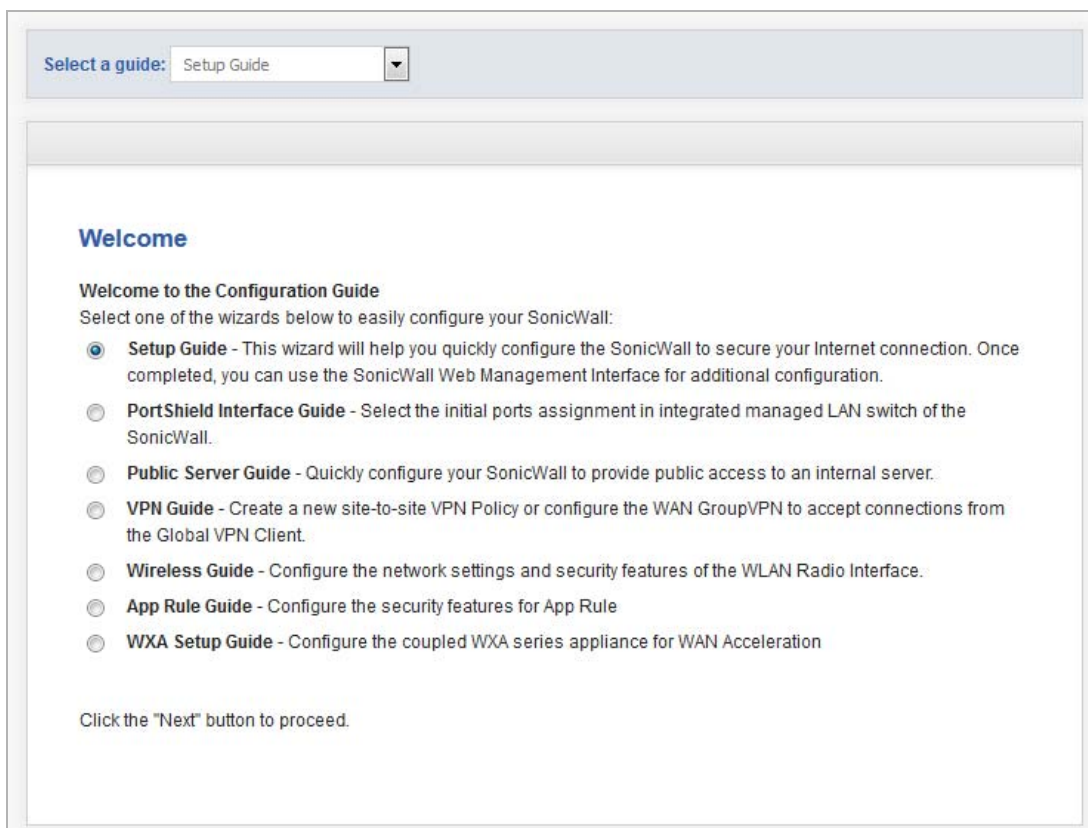 Select a guide: Setup Guide
Welcome
Welcome to the Configuration Guide
Select one of the wizards below to easily configure your SonicWall:
Setup Guide - This wizard will help you quickly configure the SonicWall to secure your Internet connection. Once
completed, you can use the SonicWall Web Management Interface for additional configuration.
PortShield Interface Guide - Select the initial ports assignment in integrated managed LAN switch of the
SonicWall.
Public Server Guide - Quickly configure your SonicWall to provide public access to an internal server.
VPN Guide - Create a new site-to-site VPN Policy or configure the WAN GroupVPN to accept connections from
the Global VPN Client.
Wireless Guide - Configure the network settings and security features of the WLAN Radio Interface.
App Rule Guide - Configure the security features for App Rule
WXA Setup Guide - Configure the coupled WXA series appliance for WAN Acceleration
Click the "Next" button to proceed.